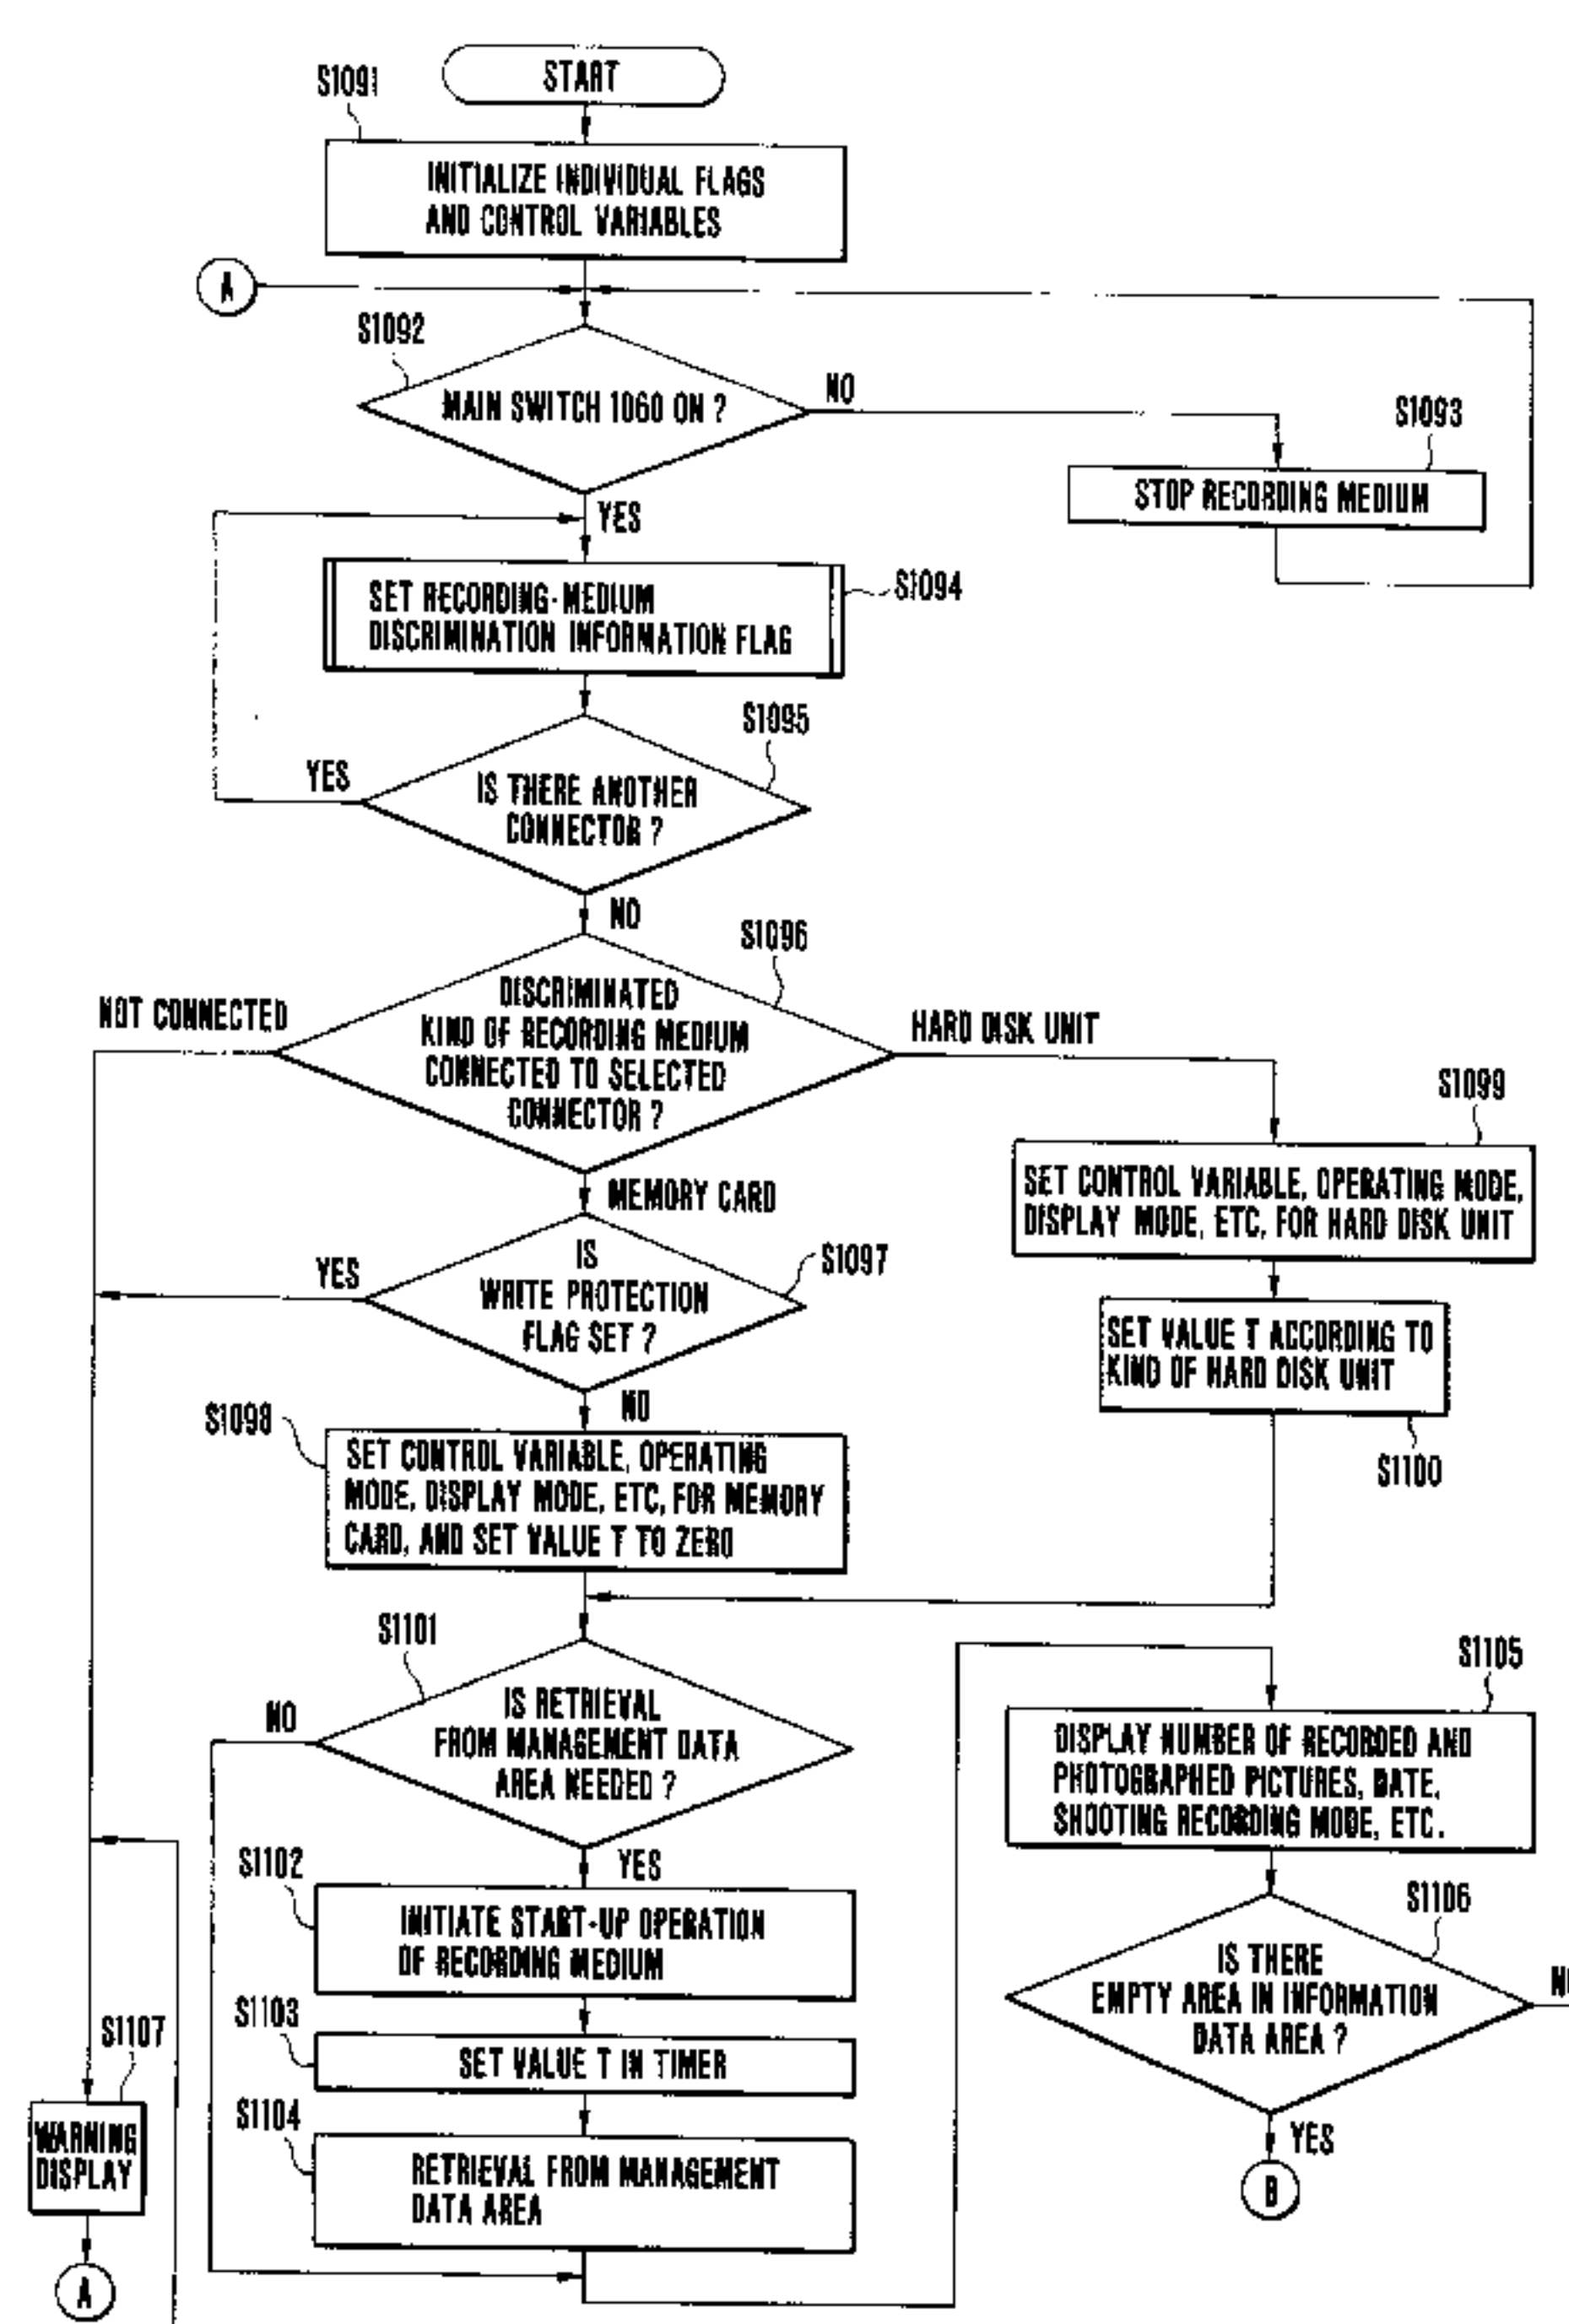 START
S1091
INITIALIZE INDIVIDUAL FLAGS
AND CONTROL VARIABLES
A
S1092
MAIN SWITCH 1060 ON ?
NO
S1093
STOP RECORDING MEDIUM
YES
SET RECORDING-MEDIUM
DISCRIMINATION INFORMATION FLAG
S1094
S1095
YES
IS THERE ANOTHER
CONNECTOR ?
NO
S1096
NOT CONNECTED
DISCRIMINATED
KIND OF RECORDING MEDIUM
CONNECTED TO SELECTED
CONNECTOR ?
HARD DISK UNIT
S1099
SET CONTROL VARIABLE, OPERATING MODE,
DISPLAY MODE, ETC, FOR HARD DISK UNIT
MEMORY CARD
YES
IS
WRITE PROTECTION
FLAG SET ?
S1097
SET VALUE T ACCORDING TO
KIND OF HARD DISK UNIT
S1100
NO
S1098
SET CONTROL VARIABLE, OPERATING
MODE, DISPLAY MODE, ETC, FOR MEMORY
CARD, AND SET VALUE T TO ZERO
S1101
NO
IS RETRIEVAL
FROM MANAGEMENT DATA
AREA NEEDED ?
YES
S1102
INITIATE START-UP OPERATION
OF RECORDING MEDIUM
S1103
SET VALUE T IN TIMER
S1104
RETRIEVAL FROM MANAGEMENT
DATA AREA
S1105
DISPLAY NUMBER OF RECORDED AND
PHOTOGRAPHED PICTURES, DATE,
SHOOTING RECORDING MODE, ETC.
S1106
IS THERE
EMPTY AREA IN INFORMATION
DATA AREA ?
YES
B
S1107
WARNING
DISPLAY
A